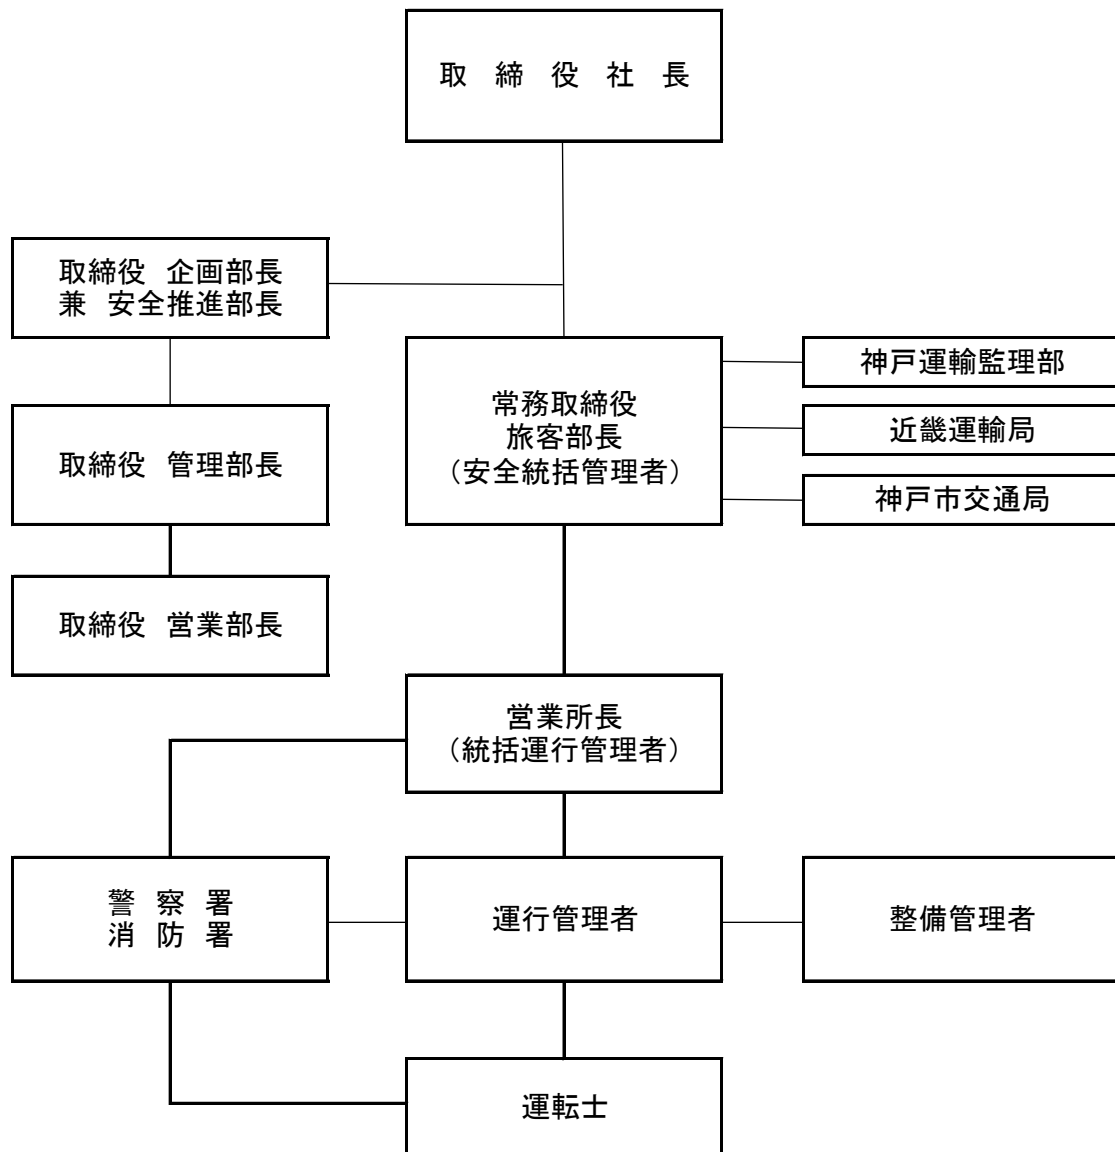 取 締 役 社 長
取締役 企画部長
兼 安全推進部長
常務取締役
旅客部長
（安全統括管理者）
神戸運輸監理部
近畿運輸局
神戸市交通局
取締役 管理部長
取締役 営業部長
営業所長
（統括運行管理者）
警 察 署
消 防 署
運行管理者
整備管理者
運転士